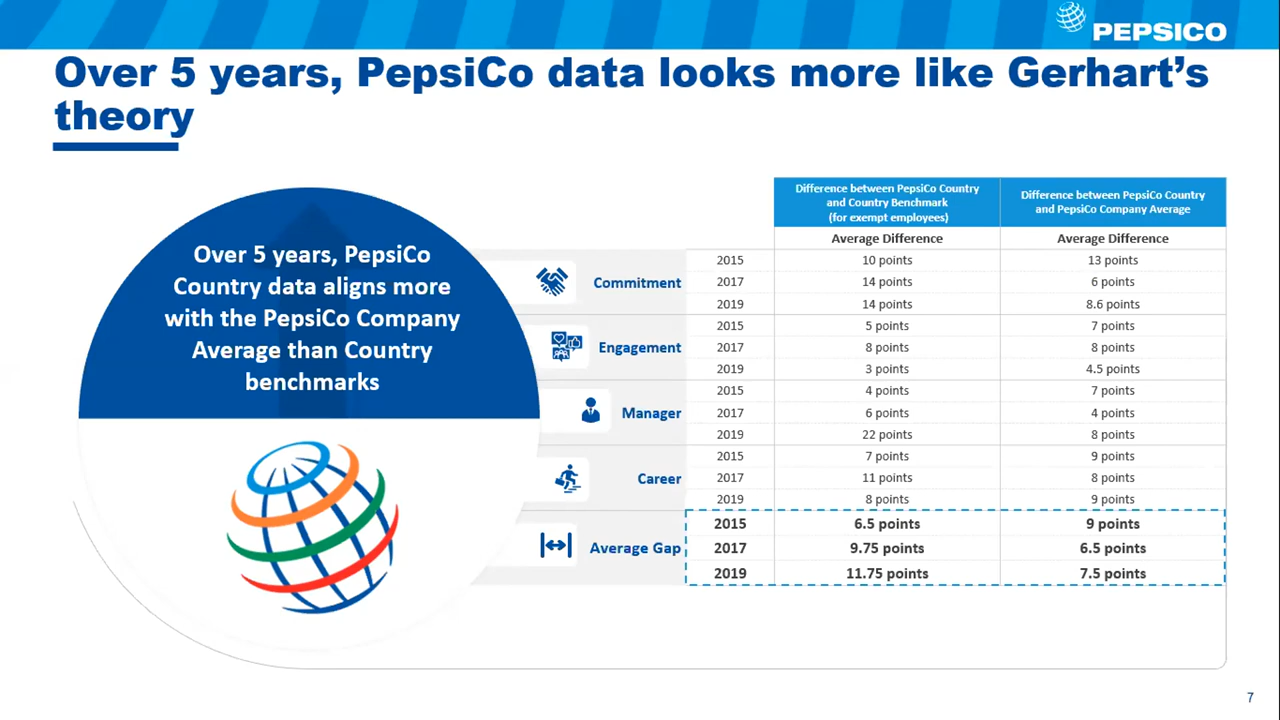 PEPSICO
Over 5 years, PepsiCo data looks more like Gerhart's
theory
Over 5 years, PepsiCo
Country data aligns more
with the PepsiCo Company
Average than Country
benchmarks
Difference between PepsiCo Country
and Country Benchmark
(for exempt employees)
Difference between PepsiCo Country
and PepsiCo Company Average
Average Difference Average Difference
Commitment
2015 10 points 13 points
2017 14 points 6 points
2019 14 points 8.6 points
Engagement
2015 5 points 7 points
2017 8 points 8 points
2019 3 points 4.5 points
Manager
2015 4 points 7 points
2017 6 points 4 points
2019 22 points 8 points
Career
2015 7 points 9 points
2017 11 points 8 points
2019 8 points 9 points
Average Gap
2015 6.5 points 9 points
2017 9.75 points 6.5 points
2019 11.75 points 7.5 points
7